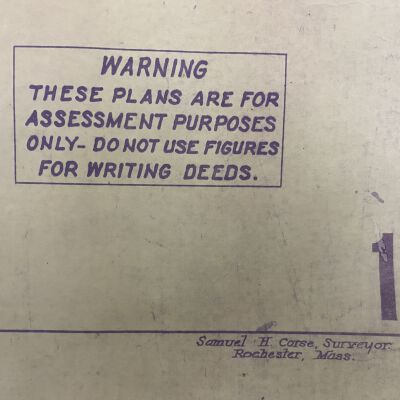 WARNING
THESE PLANS ARE FOR
ASSESSMENT PURPOSES
ONLY- DO NOT USE FIGURES
FOR WRITING DEEDS.
1
Samuel H. Corse, Surveyor.
Rochester, Mass.